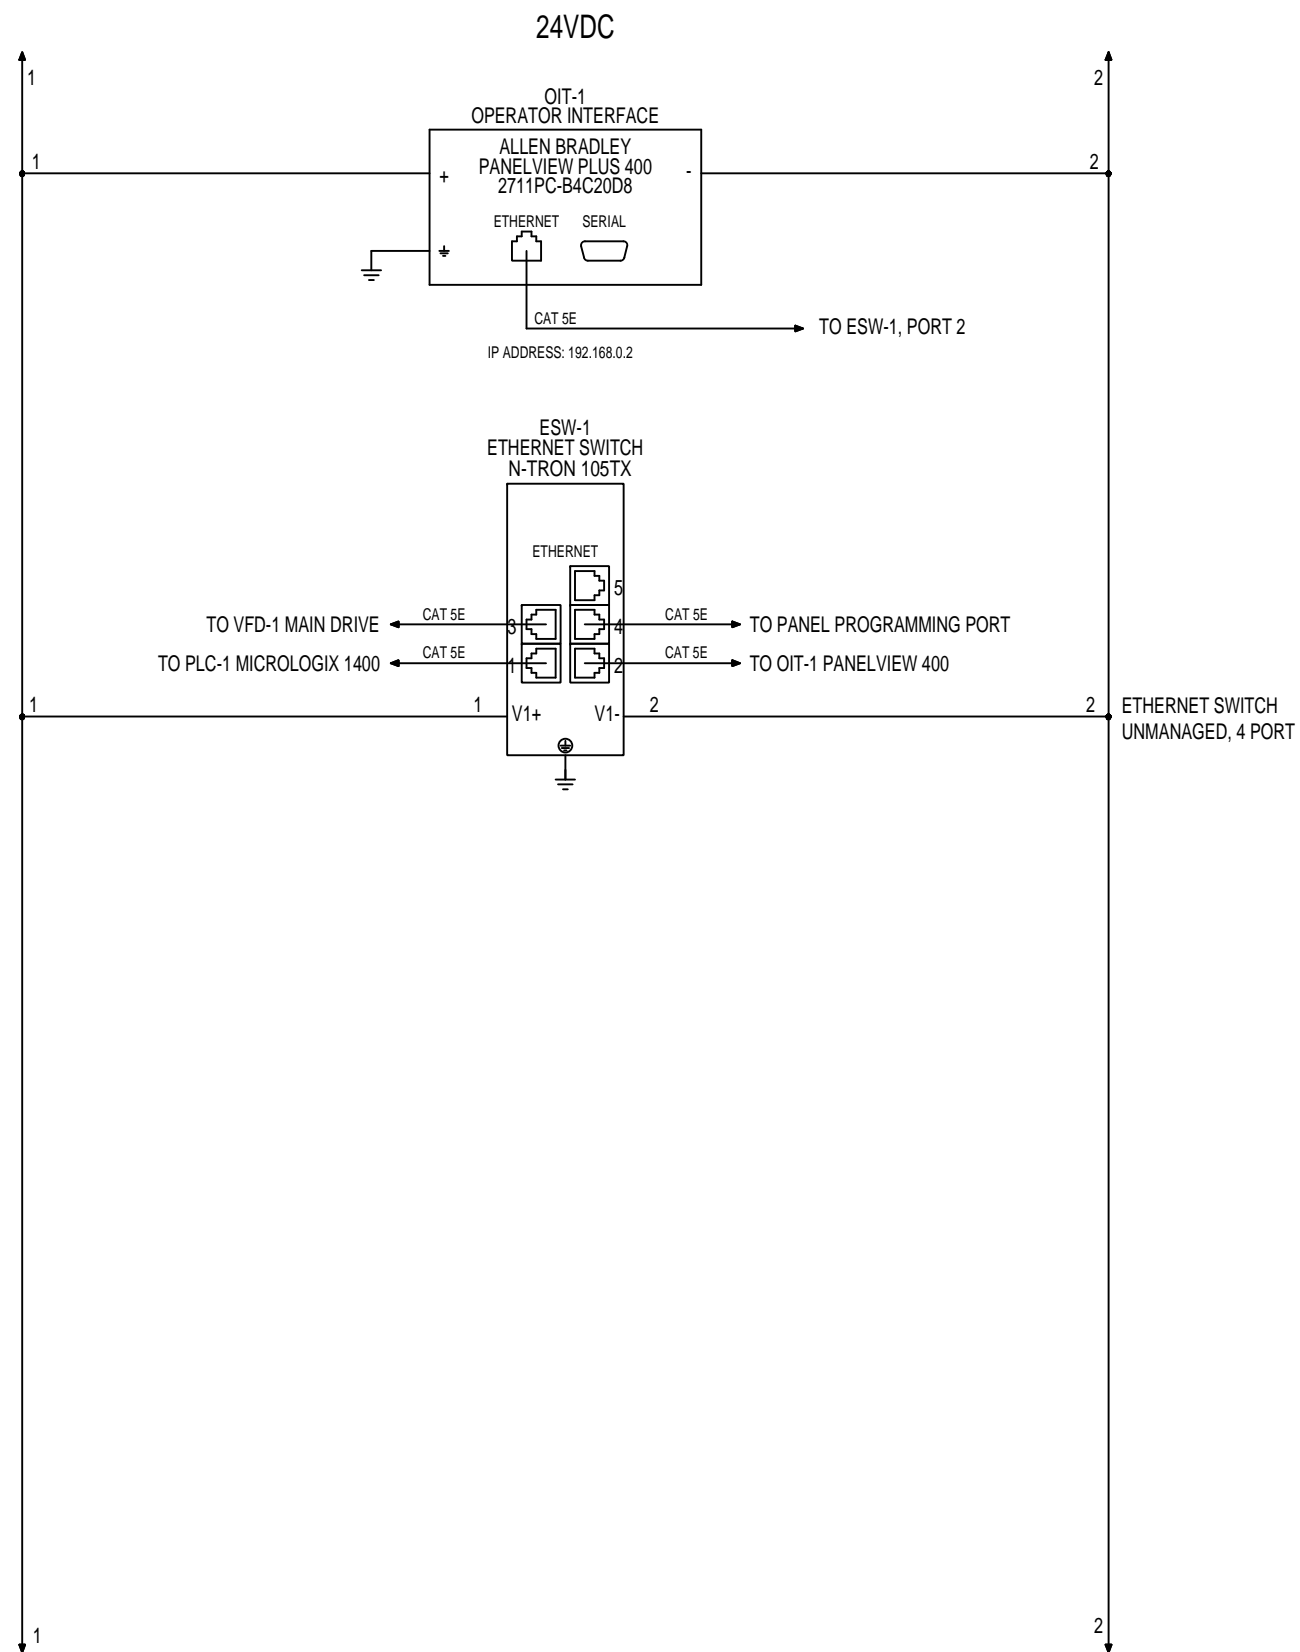 24VDC
1
2
OIT-1
OPERATOR INTERFACE
ALLEN BRADLEY
PANELVIEW PLUS 400
2711PC-B4C20D8
1
+
-
2
ETHERNET
SERIAL
CAT 5E
TO ESW-1, PORT 2
IP ADDRESS: 192.168.0.2
ESW-1
ETHERNET SWITCH
N-TRON 105TX
ETHERNET
5
TO VFD-1 MAIN DRIVE
CAT 5E
3
4
CAT 5E
TO PANEL PROGRAMMING PORT
TO PLC-1 MICROLOGIX 1400
CAT 5E
1
2
CAT 5E
TO OIT-1 PANELVIEW 400
1
1
V1+
V1-
2
2
ETHERNET SWITCH
UNMANAGED, 4 PORT
1
2